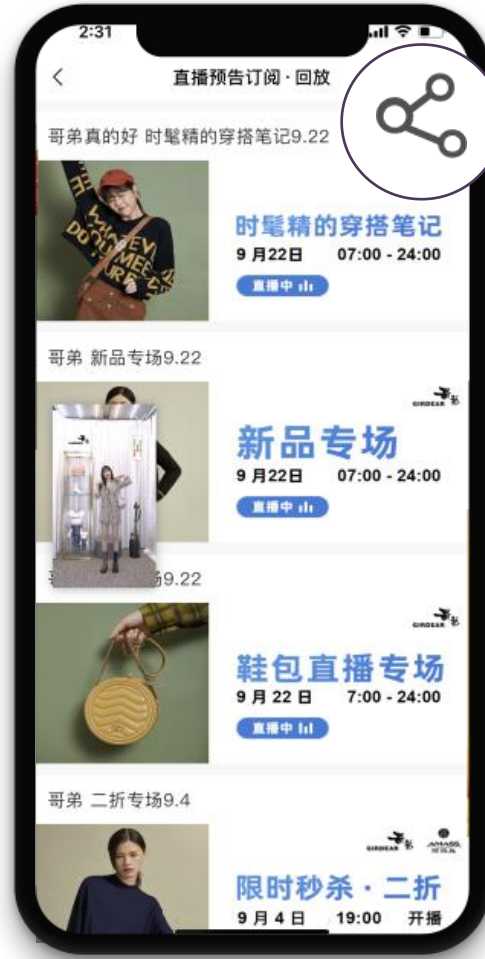 2:31
直播预告订阅 · 回放
哥弟真的好 时髦精的穿搭笔记9.22
时髦精的穿搭笔记
9 月22日 07:00 - 24:00
直播中
哥弟 新品专场9.22
GIRDEAR
新品专场
9 月22日 07:00 - 24:00
直播中
9.22
GIRDEAR
鞋包直播专场
9 月 22 日 7:00 - 24:00
直播中
哥弟 二折专场9.4
GIRDEAR AMASS
限时秒杀 · 二折
9 月 4 日 19:00 开播